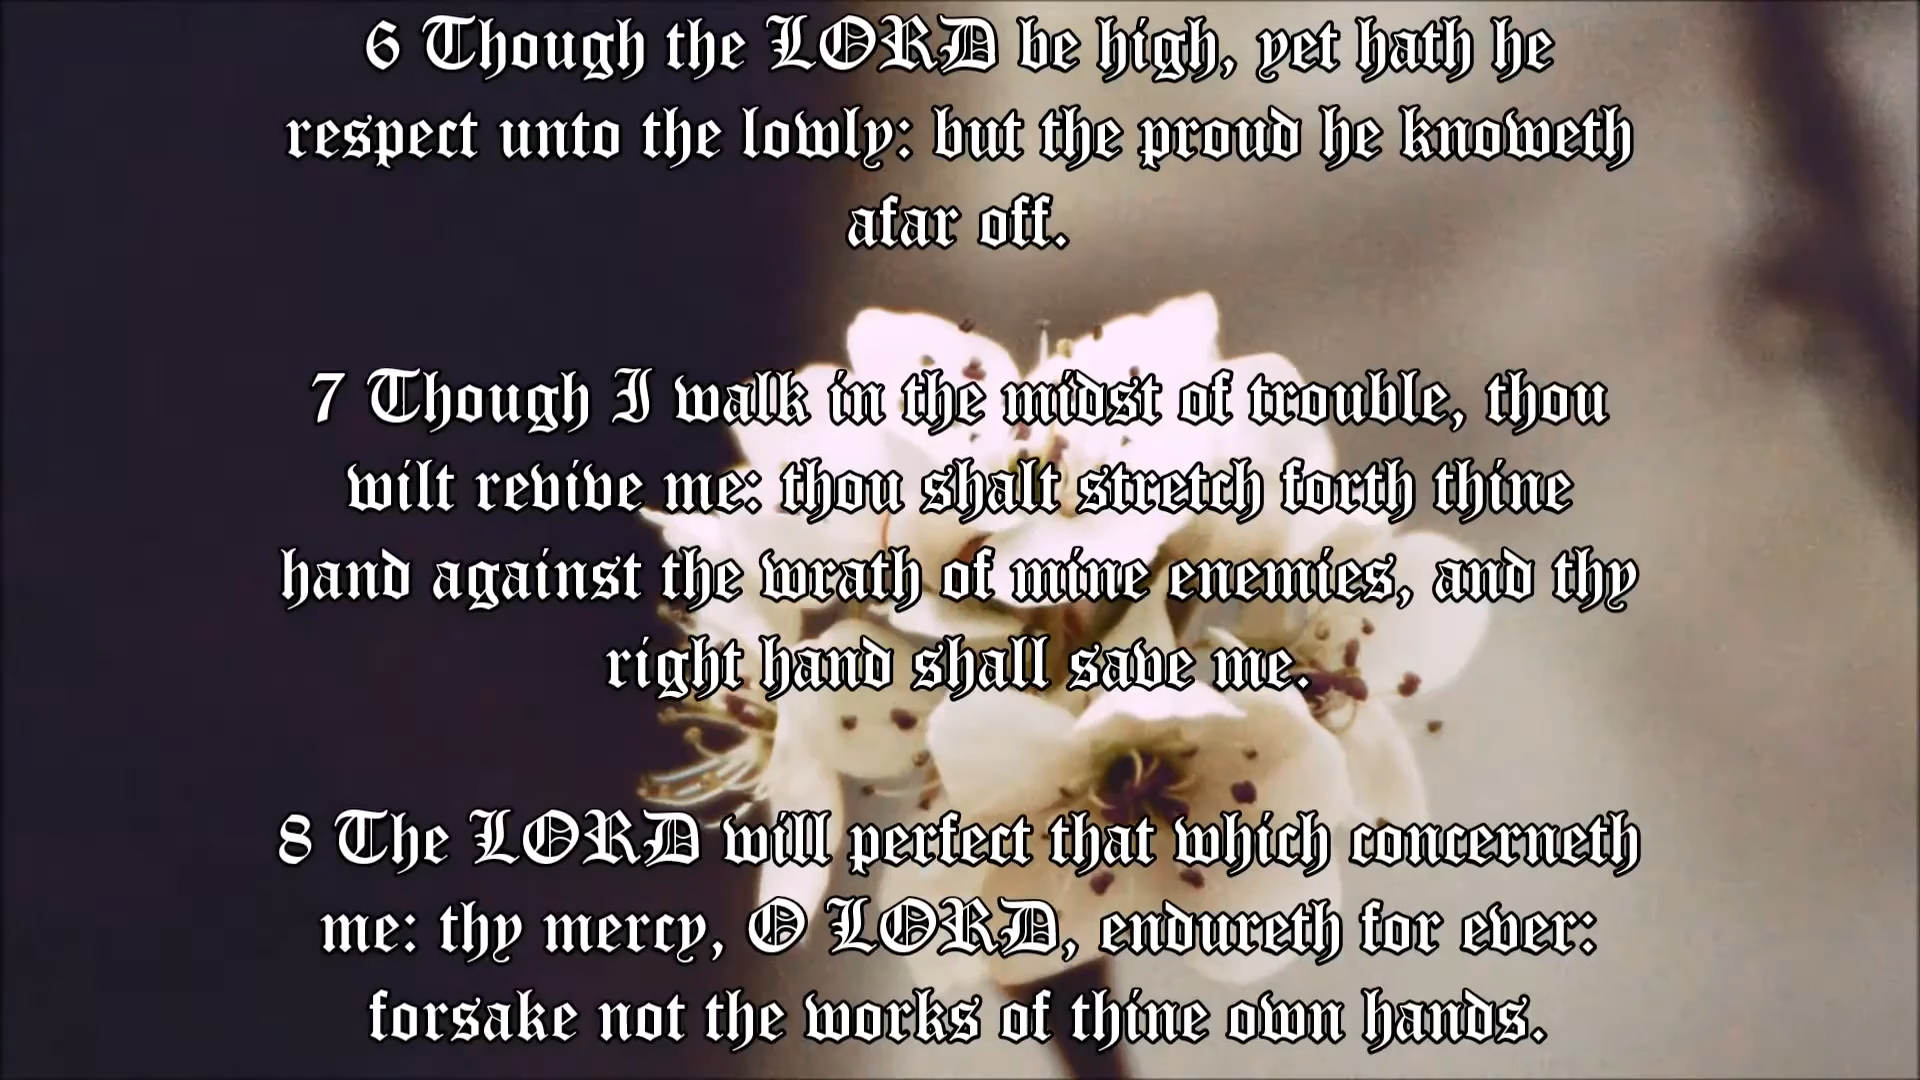 6 Though the LORD be high, yet hath he
respect unto the lowly: but the proud he knoweth
afar off.
7 Though I walk in the midst of trouble, thou
wilt revive me: thou shalt stretch forth thine
hand against the wrath of mine enemies, and thy
right hand shall save me.
8 The LORD will perfect that which concerneth
me: thy mercy, O LORD, endureth for ever:
forsake not the works of thine own hands.